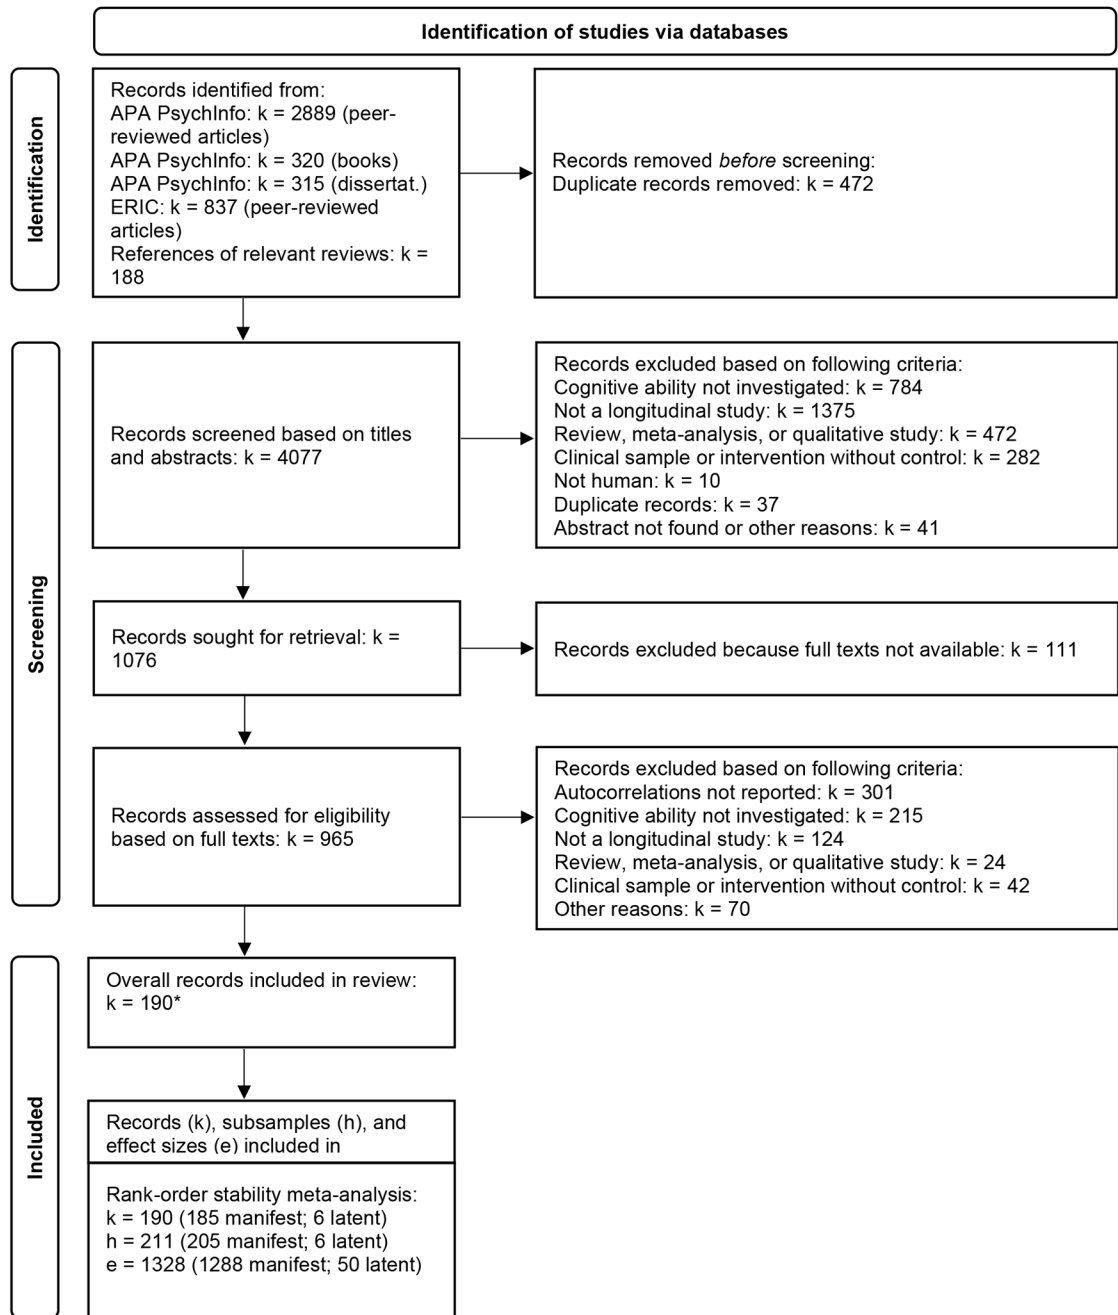 Identification of studies via databases
Identification
Records identified from:
APA PsychInfo: k = 2889 (peer-
reviewed articles)
APA PsychInfo: k = 320 (books)
APA PsychInfo: k = 315 (dissertat.)
ERIC: k = 837 (peer-reviewed
articles)
References of relevant reviews: k =
188
Records removed before screening:
Duplicate records removed: k = 472
Screening
Records screened based on titles
and abstracts: k = 4077
Records excluded based on following criteria:
Cognitive ability not investigated: k = 784
Not a longitudinal study: k = 1375
Review, meta-analysis, or qualitative study: k = 472
Clinical sample or intervention without control: k = 282
Not human: k = 10
Duplicate records: k = 37
Abstract not found or other reasons: k = 41
Records sought for retrieval: k =
1076
Records excluded because full texts not available: k = 111
Records assessed for eligibility
based on full texts: k = 965
Records excluded based on following criteria:
Autocorrelations not reported: k = 301
Cognitive ability not investigated: k = 215
Not a longitudinal study: k = 124
Review, meta-analysis, or qualitative study: k = 24
Clinical sample or intervention without control: k = 42
Other reasons: k = 70
Included
Overall records included in review:
k = 190*
Records (k), subsamples (h), and
effect sizes (e) included in
Rank-order stability meta-analysis:
k = 190 (185 manifest; 6 latent)
h = 211 (205 manifest; 6 latent)
e = 1328 (1288 manifest; 50 latent)